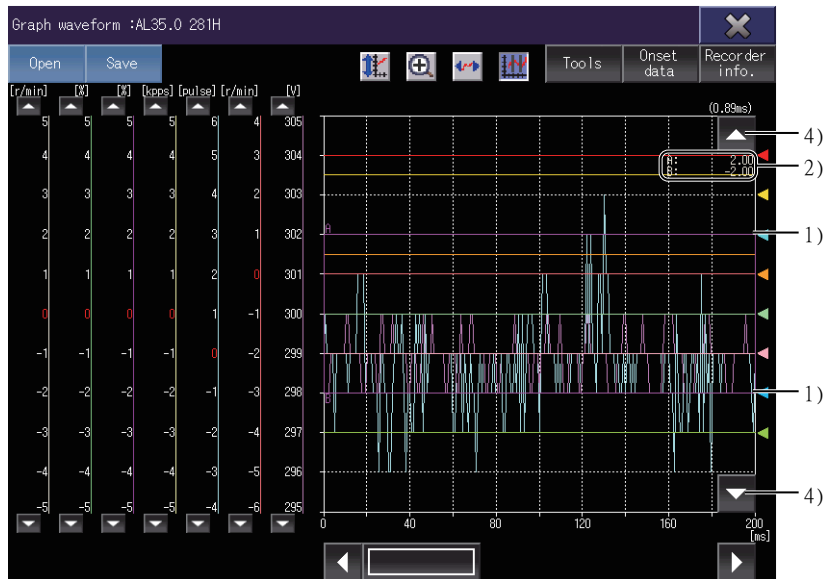 Graph waveform :AL35.0 281H
Open Save Tools Onset data Recorder info.
[r/min] [%] [%] [kpps] [pulse] [r/min] [V]
(0.89ms)
5 5 5 5 6 4 305
4 4 4 4 5 3 304
3 3 3 3 4 2 303
2 2 2 2 3 1 302
1 1 1 1 2 0 301
0 0 0 0 1 -1 300
-1 -1 -1 -1 0 -2 299
-2 -2 -2 -2 -1 -3 298
-3 -3 -3 -3 -2 -4 297
-4 -4 -4 -4 -3 -5 296
-5 -5 -5 -5 -4 -6 295
A: 2.00
B: -2.00
A
B
0 40 80 120 160 200
[ms]
4)
2)
1)
1)
4)